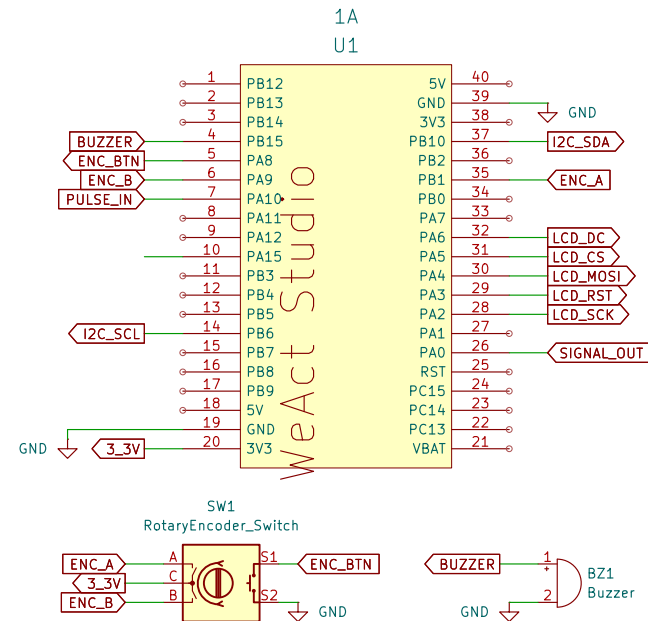 1A
U1
1 PB12 5V 40
2 PB13 GND 39 GND
3 PB14 3V3 38
BUZZER 4 PB15 PB10 37 I2C_SDA
ENC_BTN 5 PA8 PB2 36
ENC_B 6 PA9 PB1 35 ENC_A
PULSE_IN 7 PA10 PB0 34
8 PA11 PA7 33
9 PA12 PA6 32 LCD_DC
10 PA15 PA5 31 LCD_CS
11 PB3 PA4 30 LCD_MOSI
12 PB4 PA3 29 LCD_RST
13 PB5 PA2 28 LCD_SCK
I2C_SCL 14 PB6 PA1 27
15 PB7 PA0 26 SIGNAL_OUT
16 PB8 RST 25
17 PB9 PC15 24
18 5V PC14 23
GND 19 GND PC13 22
3_3V 20 3V3 VBAT 21
WeAct Studio
SW1
RotaryEncoder_Switch
ENC_A A S1 ENC_BTN
3_3V C
ENC_B B S2 GND
BUZZER 1 + BZ1
Buzzer
GND 2